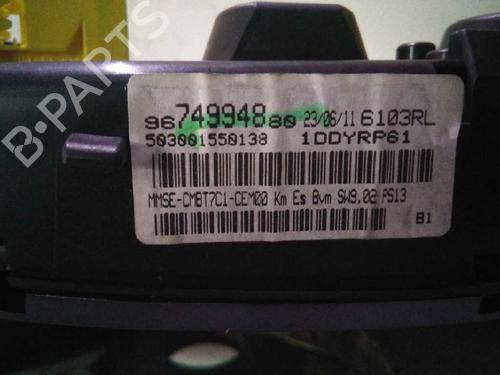 B-PARTS
96 749948 80 23/06/11 6103RL
503001550138 1DDYRP61
MMSE-CMBT7C1-CEM00 Km Es Bvm SW9.02 PS13
B1